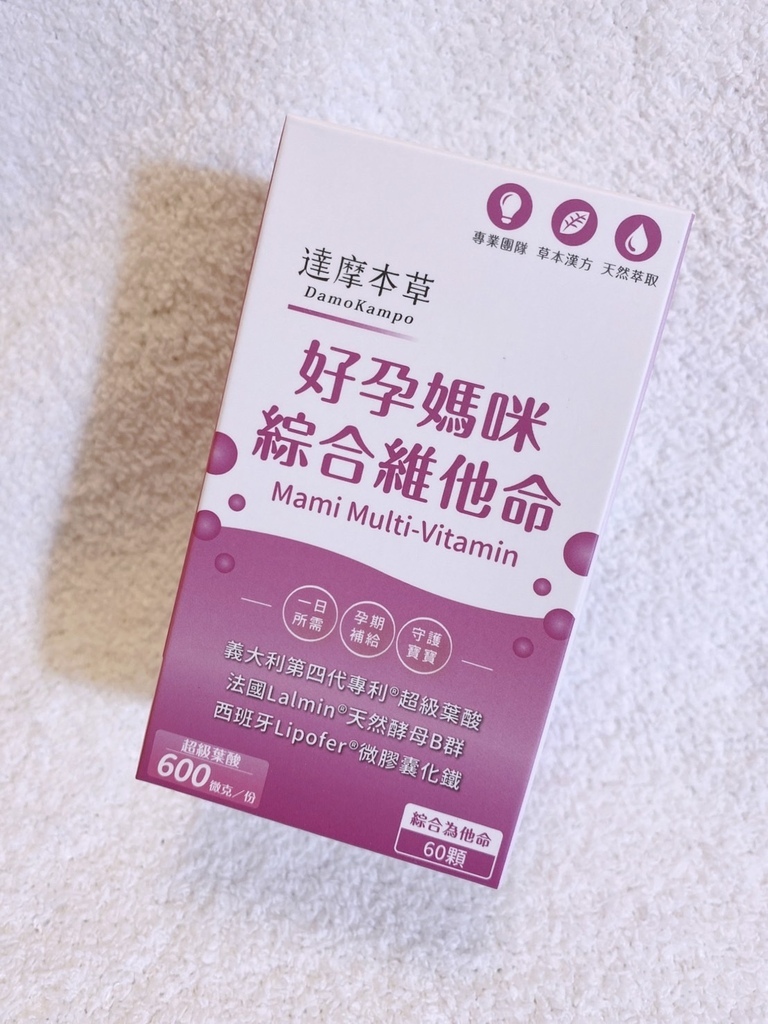 專業團隊 草本漢方 天然萃取
達摩本草
DamoKampo
好孕媽咪
綜合維他命
Mami Multi-Vitamin
一日
所需
孕期
補給
守護
寶寶
義大利第四代專利®超級葉酸
法國Lalmin®天然酵母B群
西班牙Lipofer®微膠囊化鐵
超級葉酸
600微克/份
綜合為他命
60顆